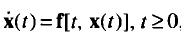 ẋ(t) = f[t, x(t)], t ≥ 0,